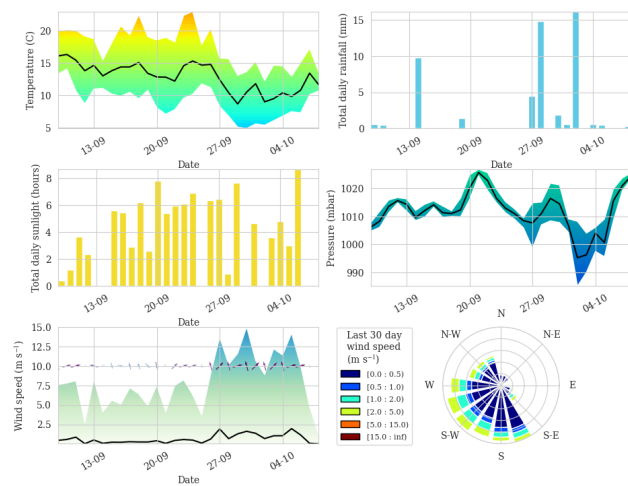 Temperature (C)
20
15
10
5
13-09
20-09
27-09
04-10
Date
Total daily rainfall (mm)
15
10
5
0
13-09
20-09
27-09
04-10
Date
Total daily sunlight (hours)
8
6
4
2
0
13-09
20-09
27-09
04-10
Date
Pressure (mbar)
1020
1010
1000
990
13-09
20-09
27-09
04-10
Date
Wind speed (m s⁻¹)
15.0
12.5
10.0
7.5
5.0
2.5
13-09
20-09
27-09
04-10
Date
Last 30 day
wind speed
(m s⁻¹)
[0.0 : 0.5)
[0.5 : 1.0)
[1.0 : 2.0)
[2.0 : 5.0)
[5.0 : 15.0)
[15.0 : inf)
N
N-W
N-E
W
E
S-W
S-E
S